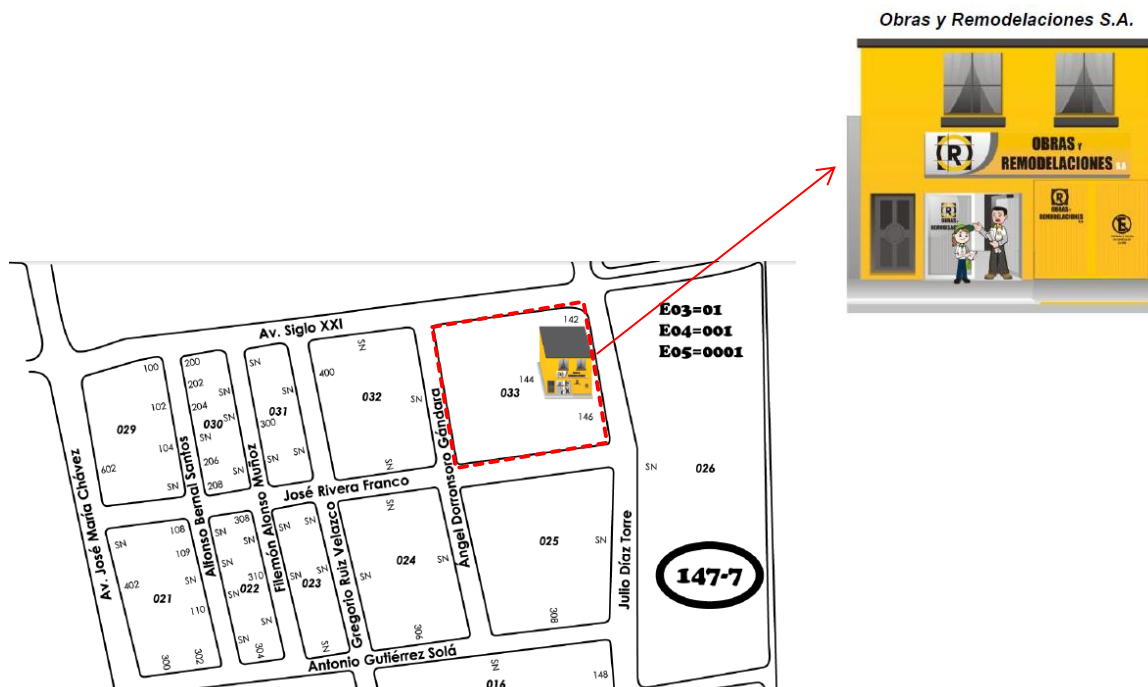 Obras y Remodelaciones S.A.
R
OBRAS Y
REMODELACIONES S.A
R
OBRAS Y
R
OBRAS Y
REMODELACIONES
E
Av. Siglo XXI
E03=01
E04=001
E05=0001
142
144
033
146
SN
400
032
SN
SN
SN
031
300
SN
SN
SN
200
202
SN
204
030
SN
SN
206
SN
208
100
102
029
104
602
SN
Av. José María Chávez
Alfonso Bernal Santos
Filemón Alonso Muñoz
José Rivera Franco
Gregorio Ruiz Velazco
Ángel Dorronsoro Gándara
Julio Díaz Torre
SN
026
147-7
108
SN
109
402
SN
021
110
300
302
308
SN
SN
310
022
SN
SN
SN
304
SN
SN
SN
SN
023
SN
SN
024
SN
SN
306
025
SN
308
Antonio Gutiérrez Solá
SN
016
148